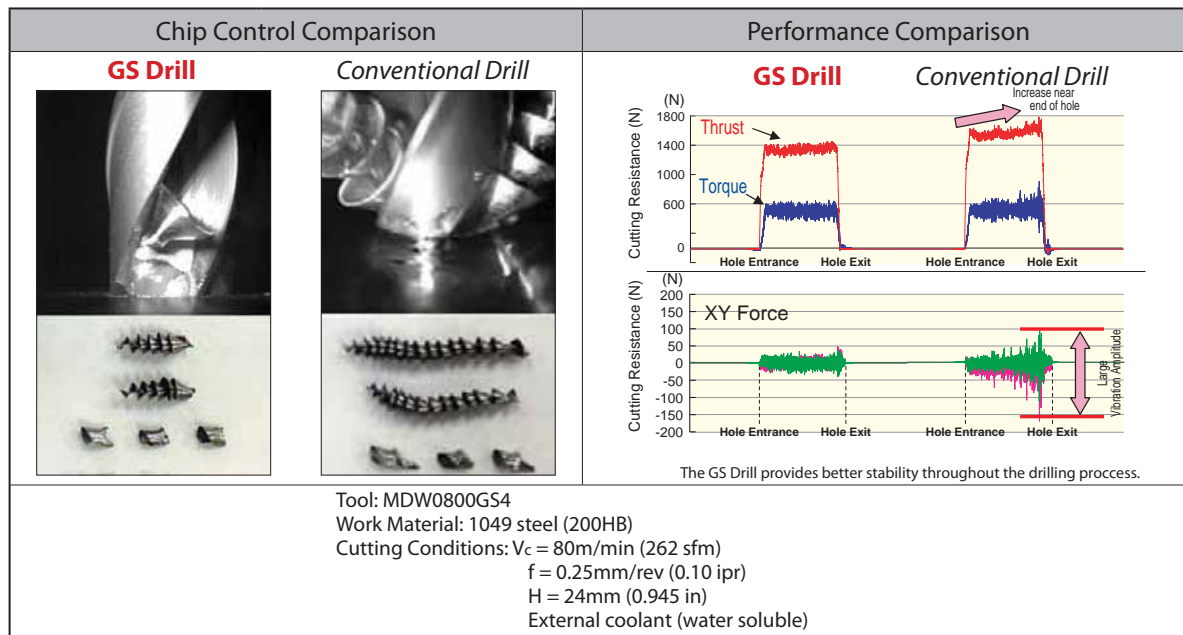 Chip Control Comparison
Performance Comparison
GS Drill
Conventional Drill
GS Drill
Conventional Drill
Increase near
end of hole
(N)
Cutting Resistance (N)
1800
1400
1000
600
0
Thrust
Torque
Hole Entrance
Hole Exit
Hole Entrance
Hole Exit
(N)
Cutting Resistance (N)
200
150
100
50
0
-50
-100
-150
-200
XY Force
Large
Vibration Amplitude
Hole Entrance
Hole Exit
Hole Entrance
Hole Exit
The GS Drill provides better stability throughout the drilling proccess.
Tool: MDW0800GS4
Work Material: 1049 steel (200HB)
Cutting Conditions: Vc = 80m/min (262 sfm)
f = 0.25mm/rev (0.10 ipr)
H = 24mm (0.945 in)
External coolant (water soluble)